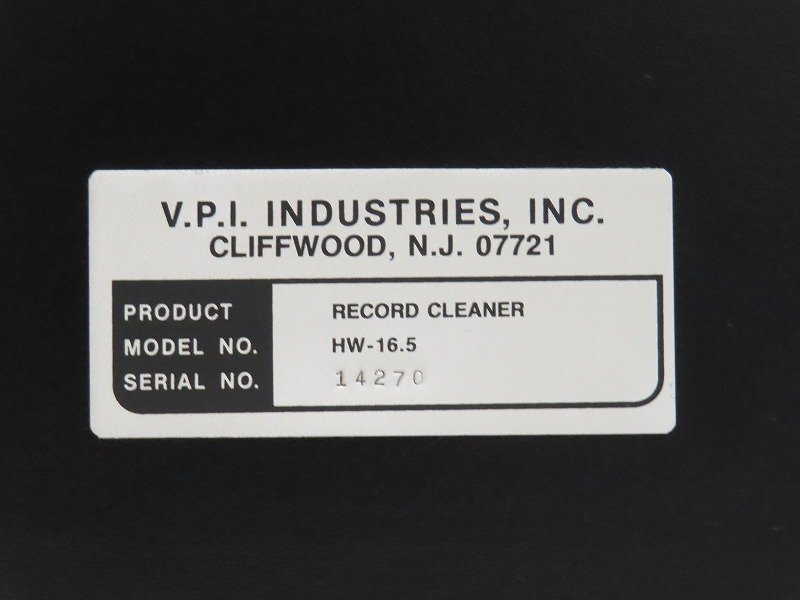 V.P.I. INDUSTRIES, INC.
CLIFFWOOD, N.J. 07721
PRODUCT RECORD CLEANER
MODEL NO. HW-16.5
SERIAL NO. 14270